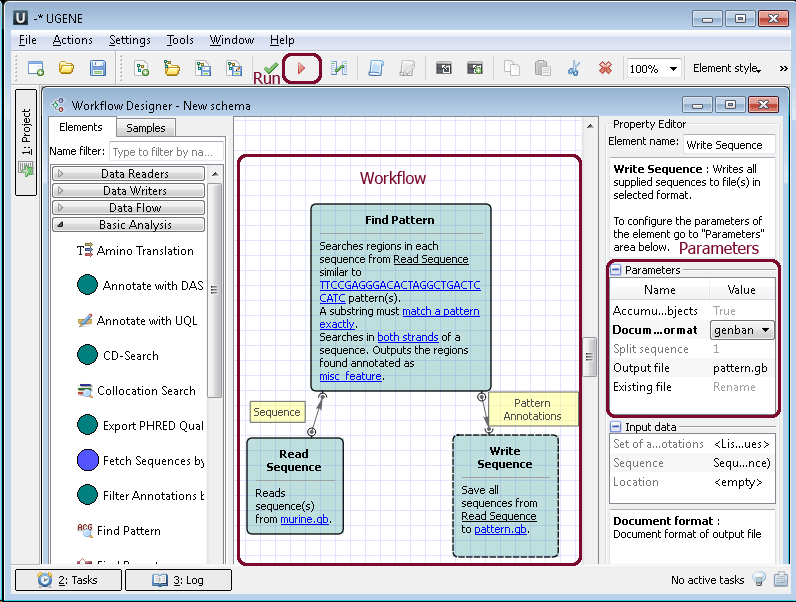 -* UGENE
File Actions Settings Tools Window Help
Run
100%
Element style
»
1: Project
Workflow Designer - New schema
Elements Samples
Name filter: Type to filter by na...
Data Readers
Data Writers
Data Flow
Basic Analysis
Amino Translation
Annotate with DAS
Annotate with UQL
CD-Search
Collocation Search
Export PHRED Qual
Fetch Sequences by
Filter Annotations b
Find Pattern
Workflow
Find Pattern
Searches regions in each
sequence from Read Sequence
similar to
TTCCGAGGGACACTAGGCTGACTC
CATC pattern(s).
A substring must match a pattern
exactly.
Searches in both strands of a
sequence. Outputs the regions
found annotated as
misc_feature.
Sequence
Pattern
Annotations
Read
Sequence
Reads
sequence(s)
from murine.gb.
Write
Sequence
Save all
sequences from
Read Sequence
to pattern.gb.
Property Editor
Element name: Write Sequence
Write Sequence : Writes all
supplied sequences to file(s) in
selected format.
To configure the parameters of
the element go to "Parameters"
area below.
Parameters
Parameters
Name Value
Accumu...bjects True
Docum...ormat genban
Split sequence 1
Output file pattern.gb
Existing file Rename
Input data
Set of a...otations <Lis...ues>
Sequence Sequ...nce)
Location <empty>
Document format :
Document format of output file
2: Tasks
3: Log
No active tasks